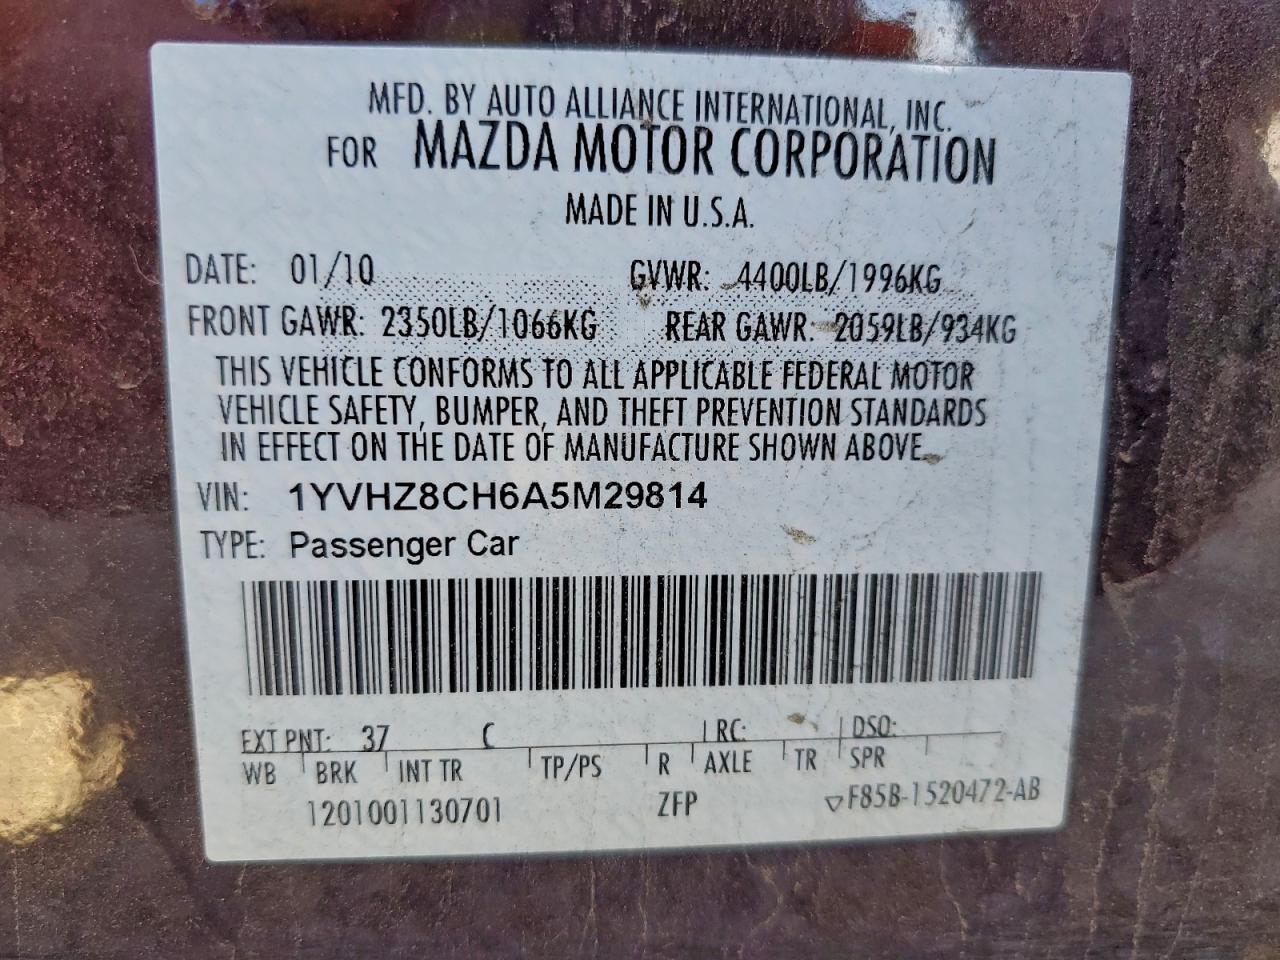 MFD. BY AUTO ALLIANCE INTERNATIONAL, INC.
FOR MAZDA MOTOR CORPORATION
MADE IN U.S.A.
DATE: 01/10 GVWR: 4400LB/1996KG
FRONT GAWR: 2350LB/1066KG REAR GAWR: 2059LB/934KG
THIS VEHICLE CONFORMS TO ALL APPLICABLE FEDERAL MOTOR
VEHICLE SAFETY, BUMPER, AND THEFT PREVENTION STANDARDS
IN EFFECT ON THE DATE OF MANUFACTURE SHOWN ABOVE.
VIN: 1YVHZ8CH6A5M29814
TYPE: Passenger Car
EXT PNT: 37 C RC: DSO:
WB BRK INT TR TP/PS R AXLE TR SPR
1201001130701 ZFP F85B-1520472-AB